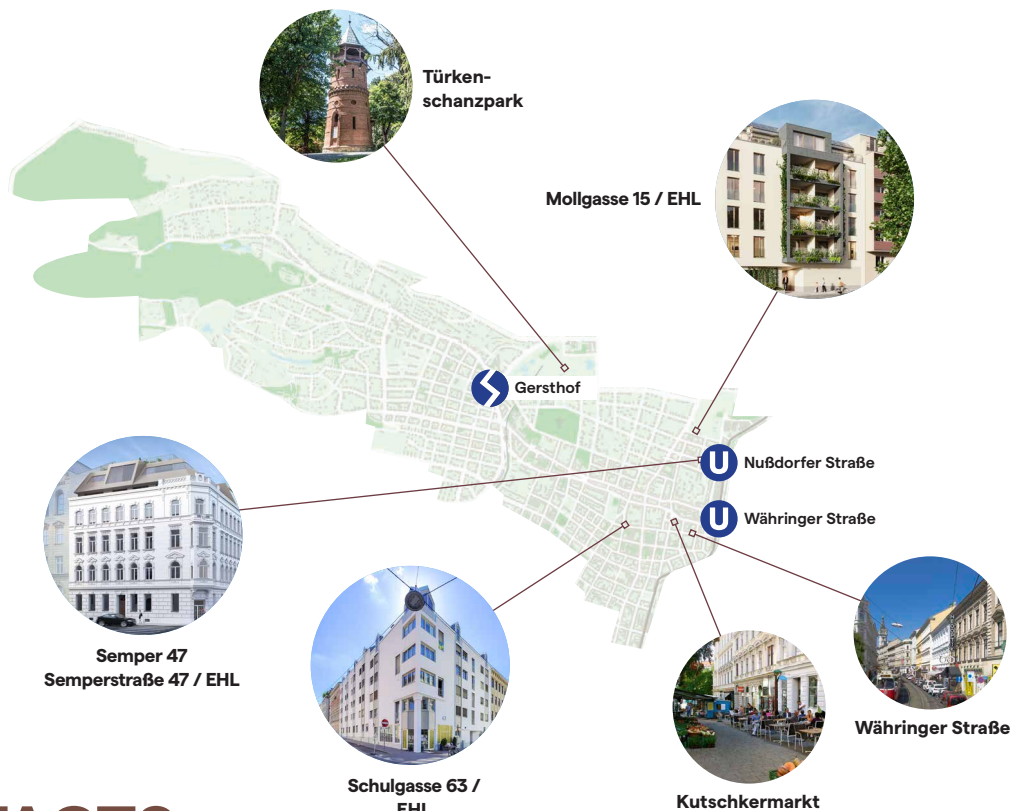 Türken-
schanzpark
Mollgasse 15 / EHL
Gersthof
U Nußdorfer Straße
U Währinger Straße
Semper 47
Semperstraße 47 / EHL
Schulgasse 63 /
EHL
Kutschkermarkt
Währinger Straße